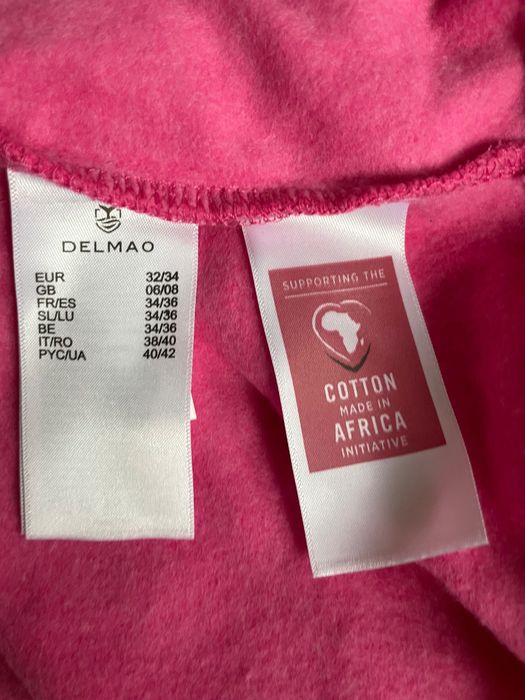 DELMAO
EUR 32/34
GB 06/08
FR/ES 34/36
SL/LU 34/36
BE 34/36
IT/RO 38/40
PYC/UA 40/42
SUPPORTING THE
COTTON
MADE IN
AFRICA
INITIATIVE